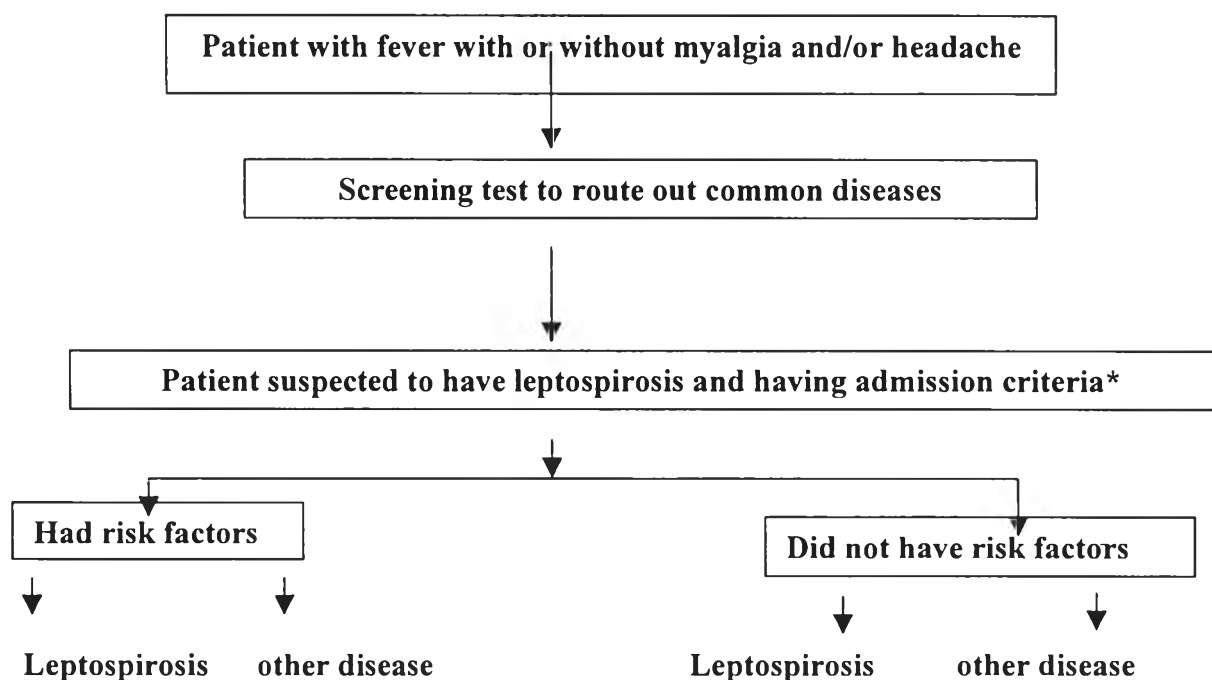 Patient with fever with or without myalgia and/or headache
Screening test to route out common diseases
Patient suspected to have leptospirosis and having admission criteria*
Had risk factors
Did not have risk factors
Leptospirosis other disease
Leptospirosis other disease